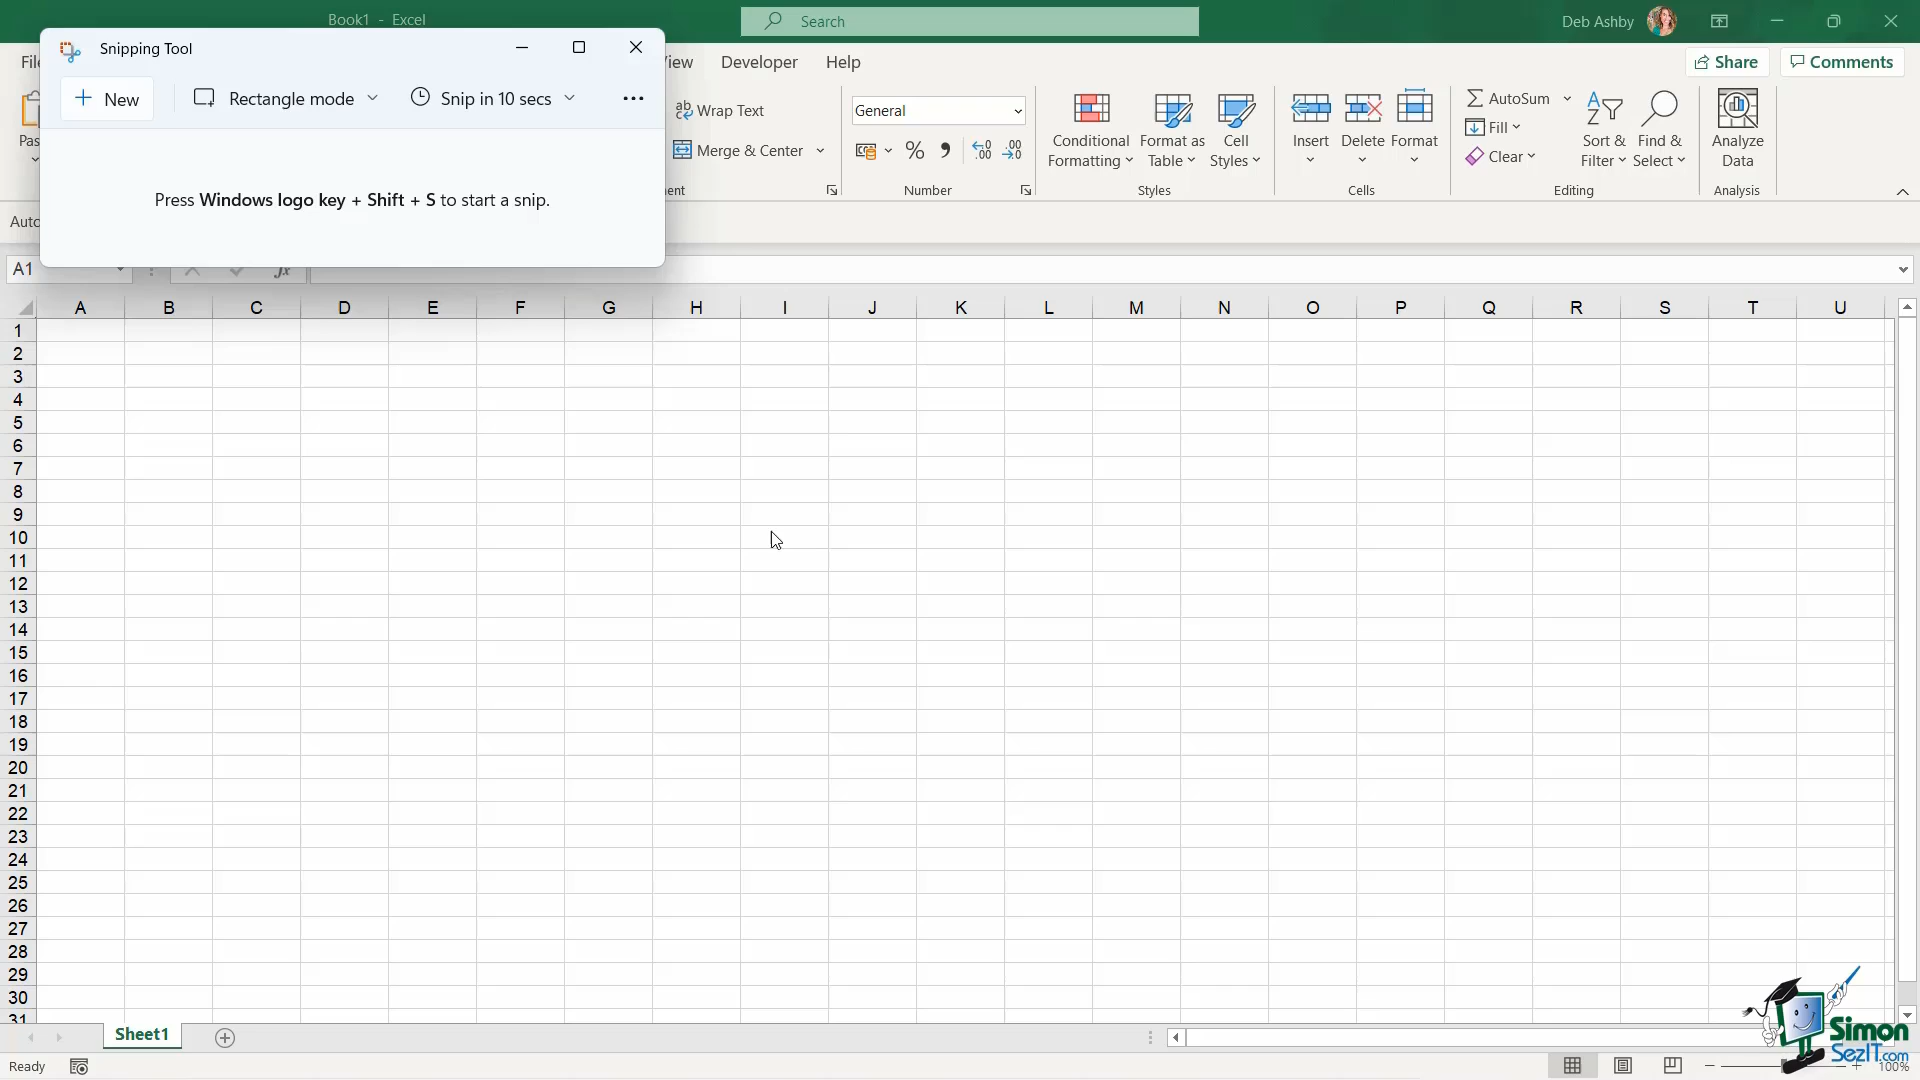 Book1 - Excel
Search
Deb Ashby
Snipping Tool
New
Rectangle mode
Snip in 10 secs
Press Windows logo key + Shift + S to start a snip.
Developer
Help
Share
Comments
Wrap Text
Merge & Center
General
%
Number
Conditional
Formatting
Format as
Table
Cell
Styles
Styles
Insert
Delete
Format
Cells
AutoSum
Fill
Clear
Sort &
Filter
Find &
Select
Editing
Analyze
Data
Analysis
A1
A B C D E F G H I J K L M N O P Q R S T U
1
2
3
4
5
6
7
8
9
10
11
12
13
14
15
16
17
18
19
20
21
22
23
24
25
26
27
28
29
30
31
Sheet1
Ready
100%
Simon
SezIT.com